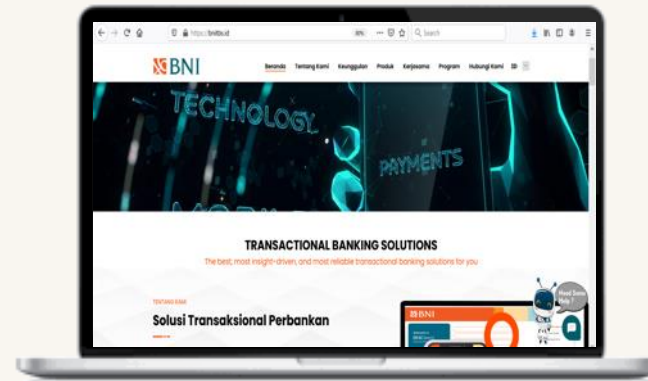 https://bnitbs.id
80%
Search
BNI
Beranda Tentang Kami Keunggulan Produk Kerjasama Program Hubungi Kami
TECHNOLOGY
PAYMENTS
TRANSACTIONAL BANKING SOLUTIONS
The best, most insight-driven, and most reliable transactional banking solutions for you
TENTANG KAMI
Solusi Transaksional Perbankan
BNI
Need Some
Help ?